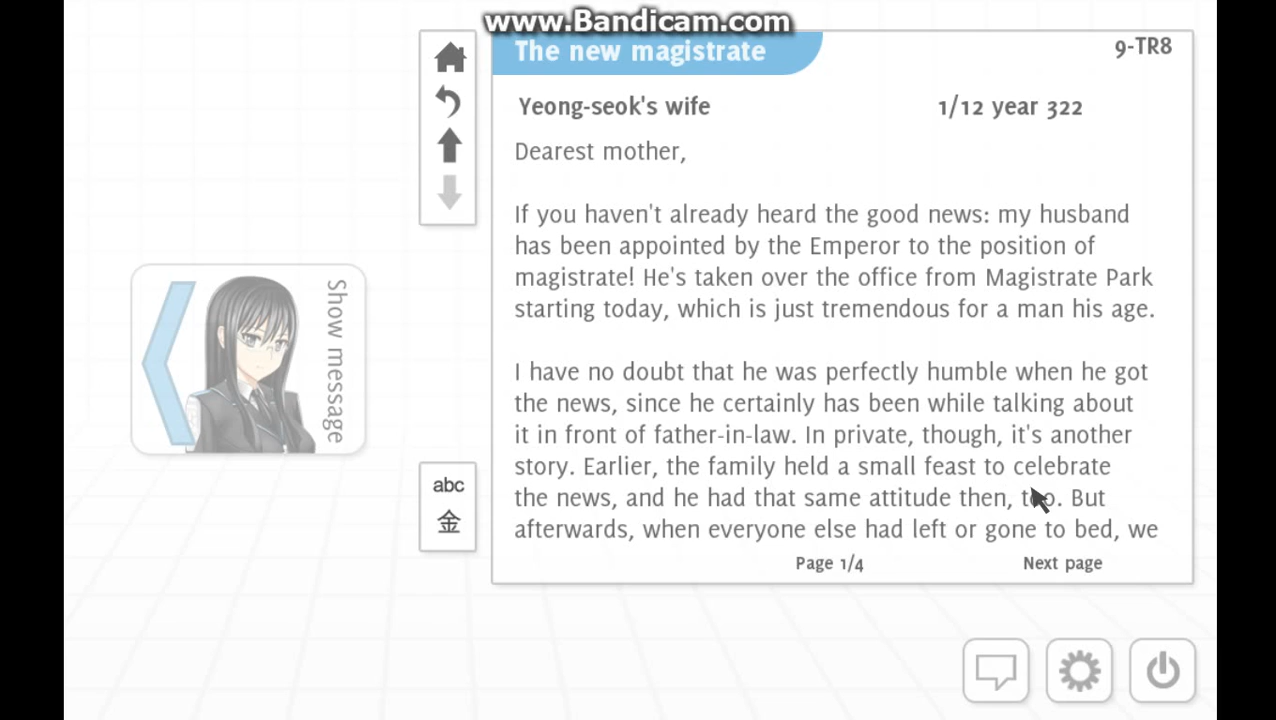 www.Bandicam.com
The new magistrate
9-TR8
Yeong-seok's wife
1/12 year 322
Dearest mother,
If you haven't already heard the good news: my husband
has been appointed by the Emperor to the position of
magistrate! He's taken over the office from Magistrate Park
starting today, which is just tremendous for a man his age.
I have no doubt that he was perfectly humble when he got
the news, since he certainly has been while talking about
it in front of father-in-law. In private, though, it's another
story. Earlier, the family held a small feast to celebrate
the news, and he had that same attitude then, too. But
afterwards, when everyone else had left or gone to bed, we
Page 1/4
Next page
Show message
abc
金